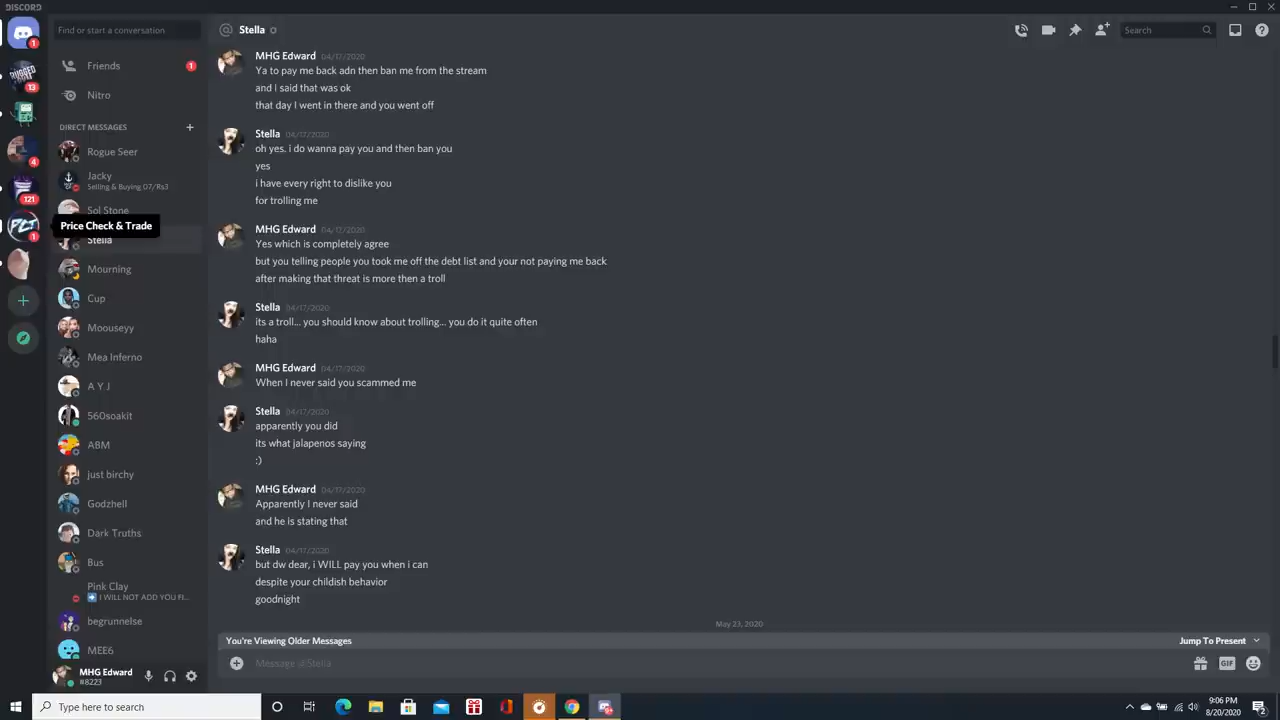 DISCORD
Find or start a conversation
Stella
Search
1
Friends
1
Nitro
DIRECT MESSAGES
RUGGED
13
4
121
1
Rogue Seer
Jacky
Selling & Buying 07/Rs3
Sol Stone
Price Check & Trade
Stella
Mourning
Cup
Moouseyy
Mea Inferno
A Y J
560soakit
ABM
just birchy
Godzhell
Dark Truths
Bus
Pink Clay
I WILL NOT ADD YOU FI...
begrunnelse
MEE6
MHG Edward
#8223
MHG Edward 04/17/2020
Ya to pay me back adn then ban me from the stream
and I said that was ok
that day I went in there and you went off
Stella 04/17/2020
oh yes. i do wanna pay you and then ban you
yes
i have every right to dislike you
for trolling me
MHG Edward 04/17/2020
Yes which is completely agree
but you telling people you took me off the debt list and your not paying me back
after making that threat is more then a troll
Stella 04/17/2020
its a troll... you should know about trolling... you do it quite often
haha
MHG Edward 04/17/2020
When I never said you scammed me
Stella 04/17/2020
apparently you did
its what jalapenos saying
:)
MHG Edward 04/17/2020
Apparently I never said
and he is stating that
Stella 04/17/2020
but dw dear, i WILL pay you when i can
despite your childish behavior
goodnight
May 23, 2020
You're Viewing Older Messages
Jump To Present
Message @Stella
GIF
Type here to search
9:06 PM
8/20/2020
2